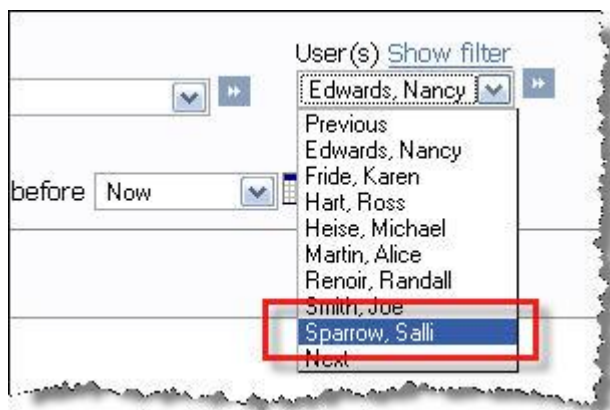 User(s) Show filter
Edwards, Nancy
Previous
Edwards, Nancy
Fride, Karen
before Now
Hart, Ross
Heise, Michael
Martin, Alice
Renoir, Randall
Smith, Joe
Sparrow, Salli
Next